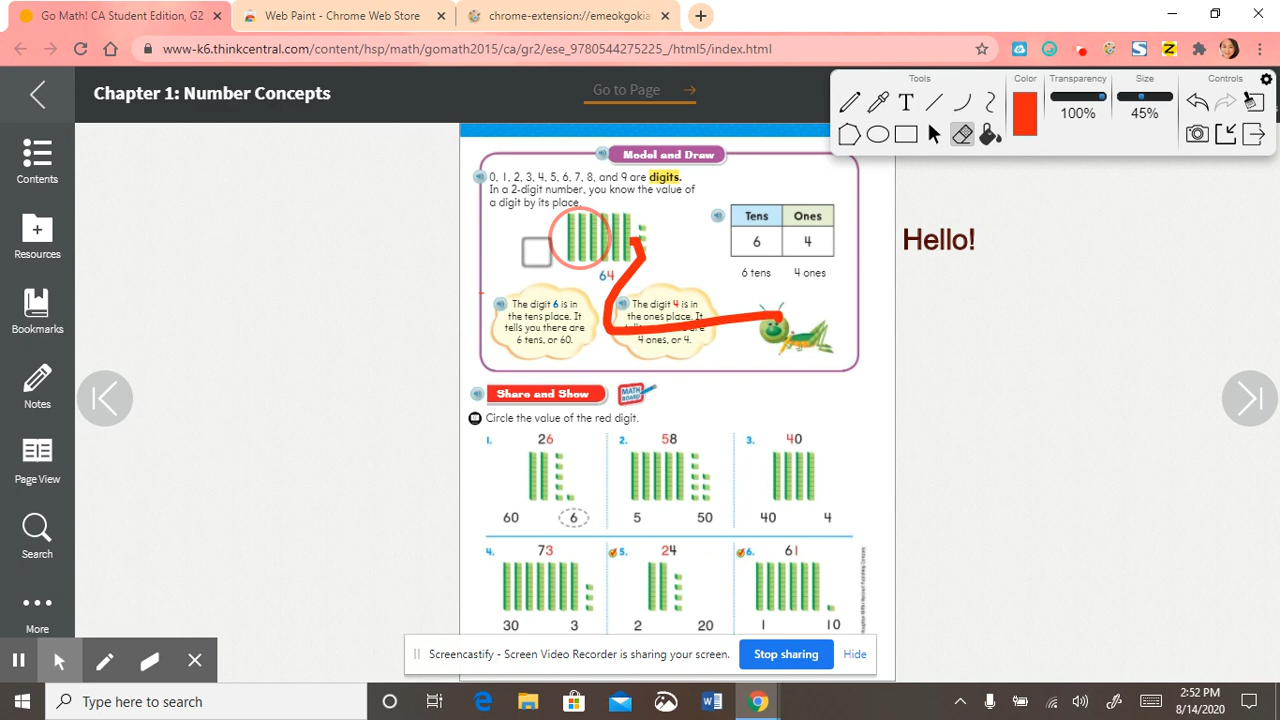 Go Math! CA Student Edition, G2
Web Paint - Chrome Web Store
chrome-extension://emeokgokia
www-k6.thinkcentral.com/content/hsp/math/gomath2015/ca/gr2/ese_9780544275225_/html5/index.html
Chapter 1: Number Concepts
Go to Page
Tools
Color
Transparency
Size
Controls
100%
45%
Contents
Resources
Bookmarks
Notes
Page View
Search
More
Model and Draw
0, 1, 2, 3, 4, 5, 6, 7, 8, and 9 are digits.
In a 2-digit number, you know the value of
a digit by its place.
Tens Ones
6 4
6 tens 4 ones
64
Hello!
The digit 6 is in
the tens place. It
tells you there are
6 tens, or 60.
The digit 4 is in
the ones place. It
4 ones, or 4.
Share and Show
MATH BOARD
Circle the value of the red digit.
1. 26
60 6
2. 58
5 50
3. 40
40 4
4. 73
30 3
5. 24
2 20
6. 61
1 10
Screencastify - Screen Video Recorder is sharing your screen.
Stop sharing
Hide
Type here to search
2:52 PM
8/14/2020